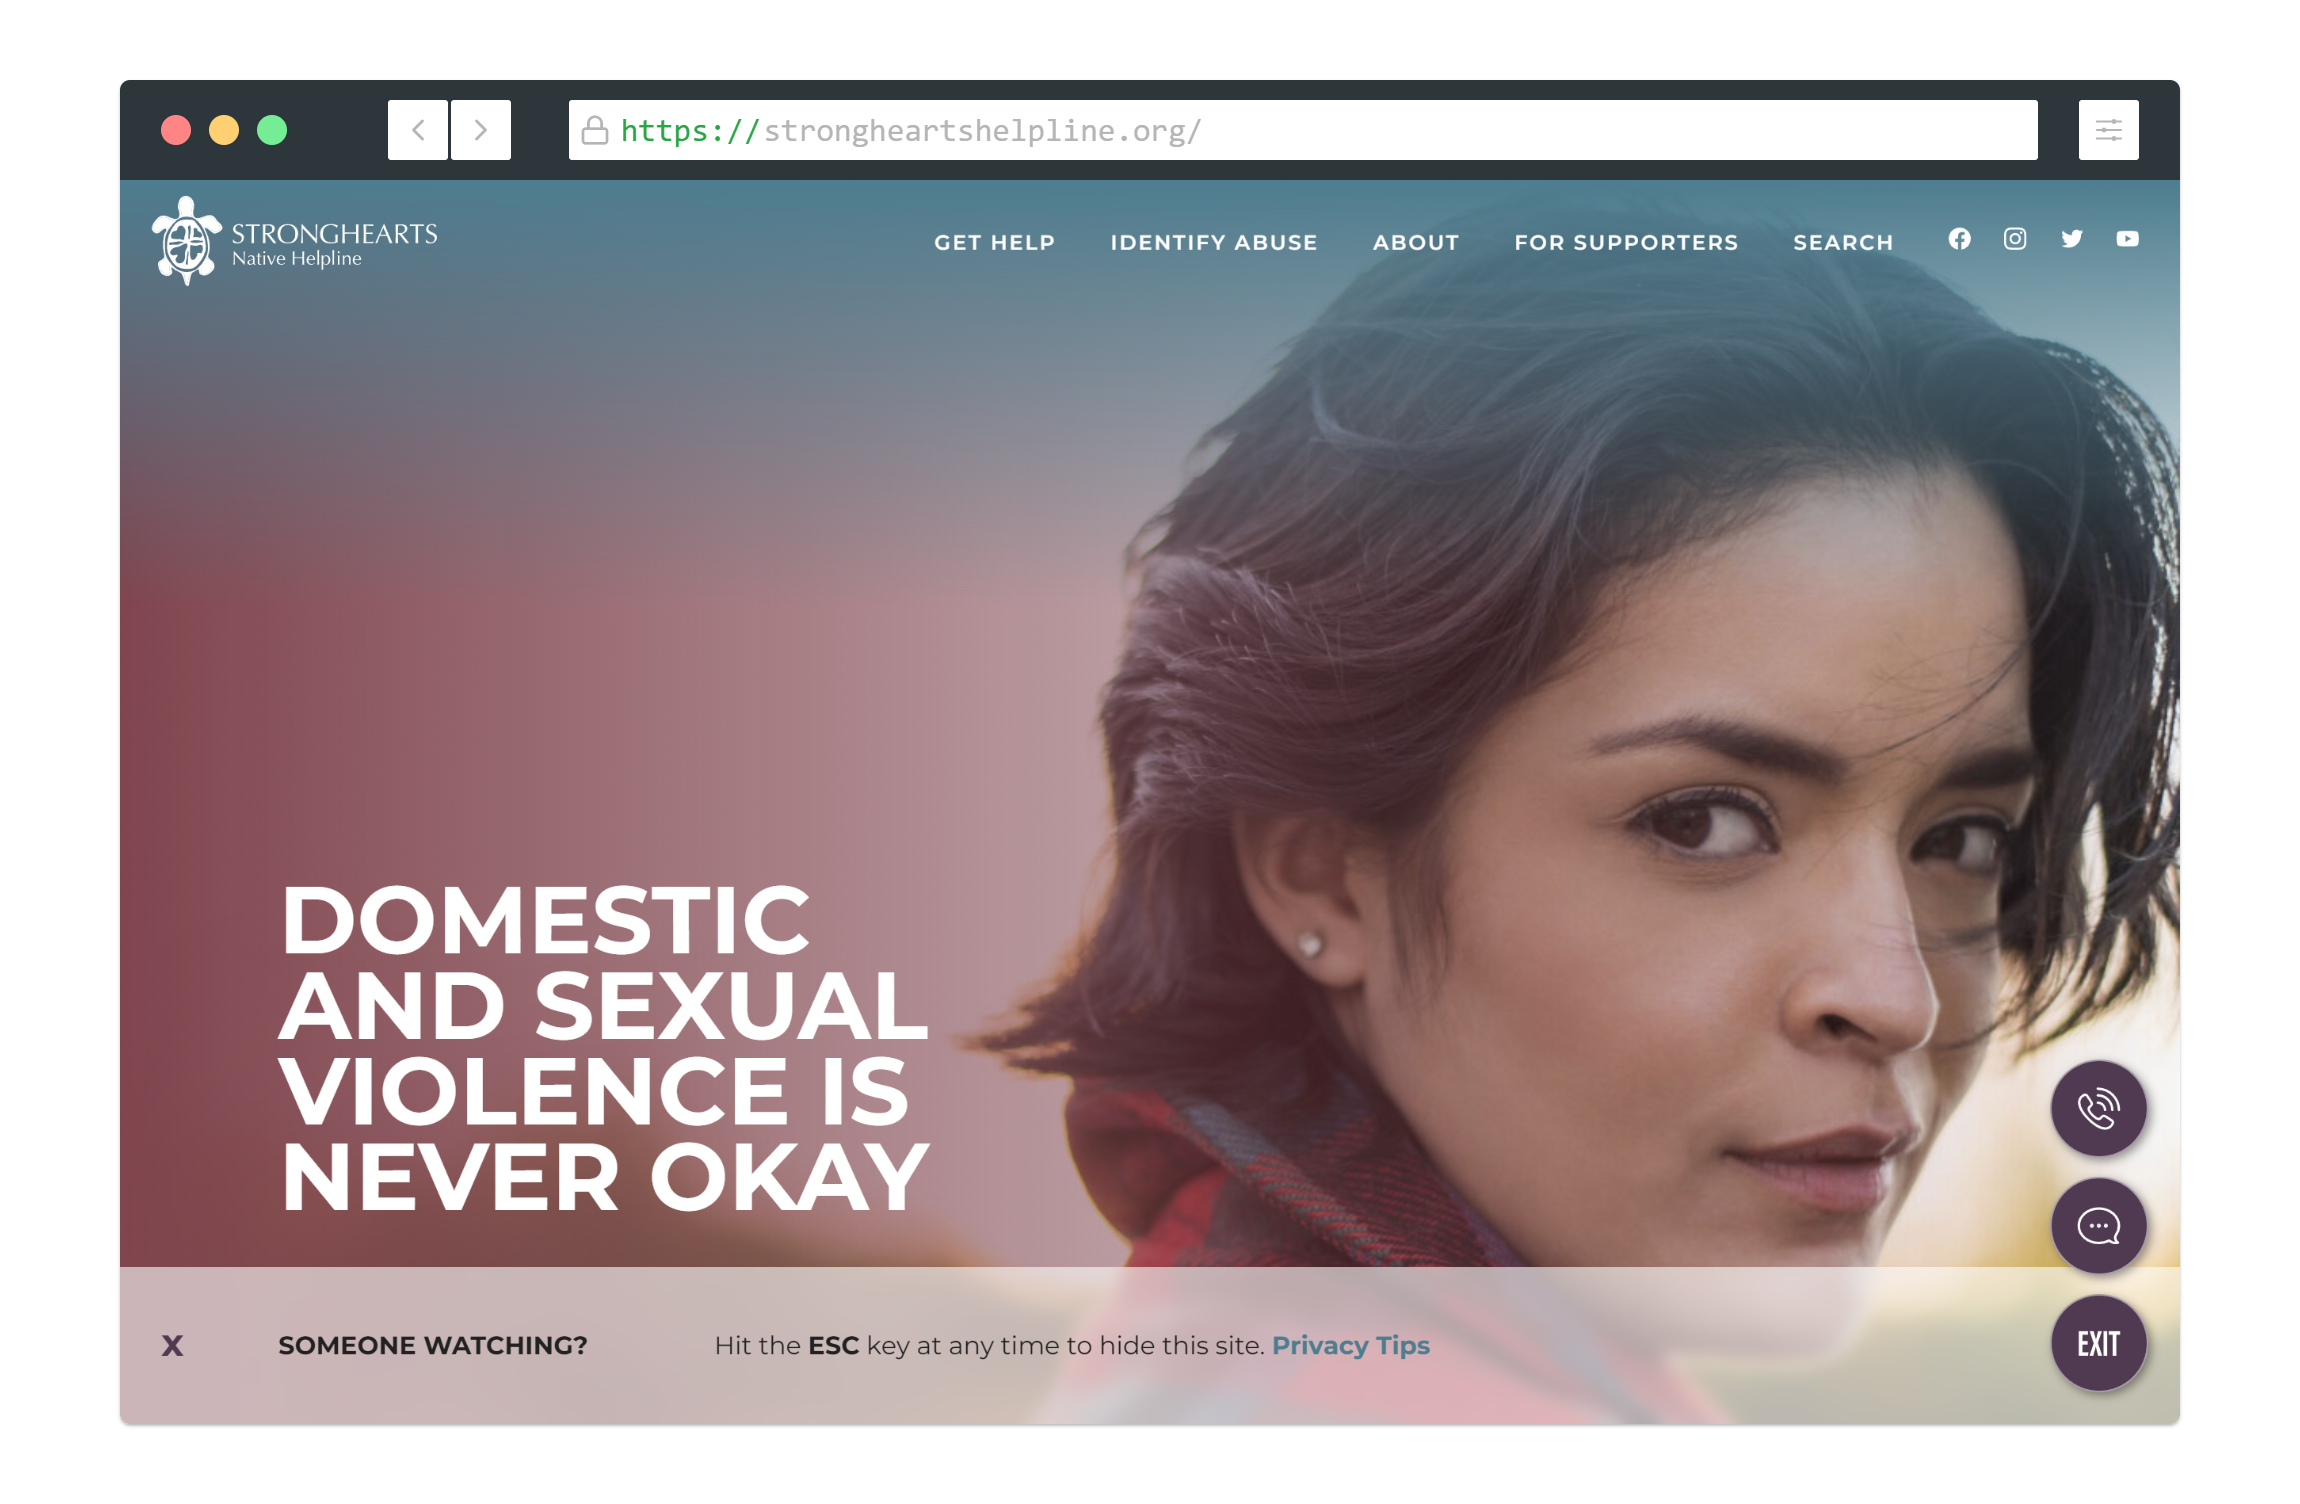 https://strongheartshelpline.org/
STRONGHEARTS
Native Helpline
GET HELP
IDENTIFY ABUSE
ABOUT
FOR SUPPORTERS
SEARCH
DOMESTIC
AND SEXUAL
VIOLENCE IS
NEVER OKAY
X
SOMEONE WATCHING?
Hit the ESC key at any time to hide this site. Privacy Tips
EXIT